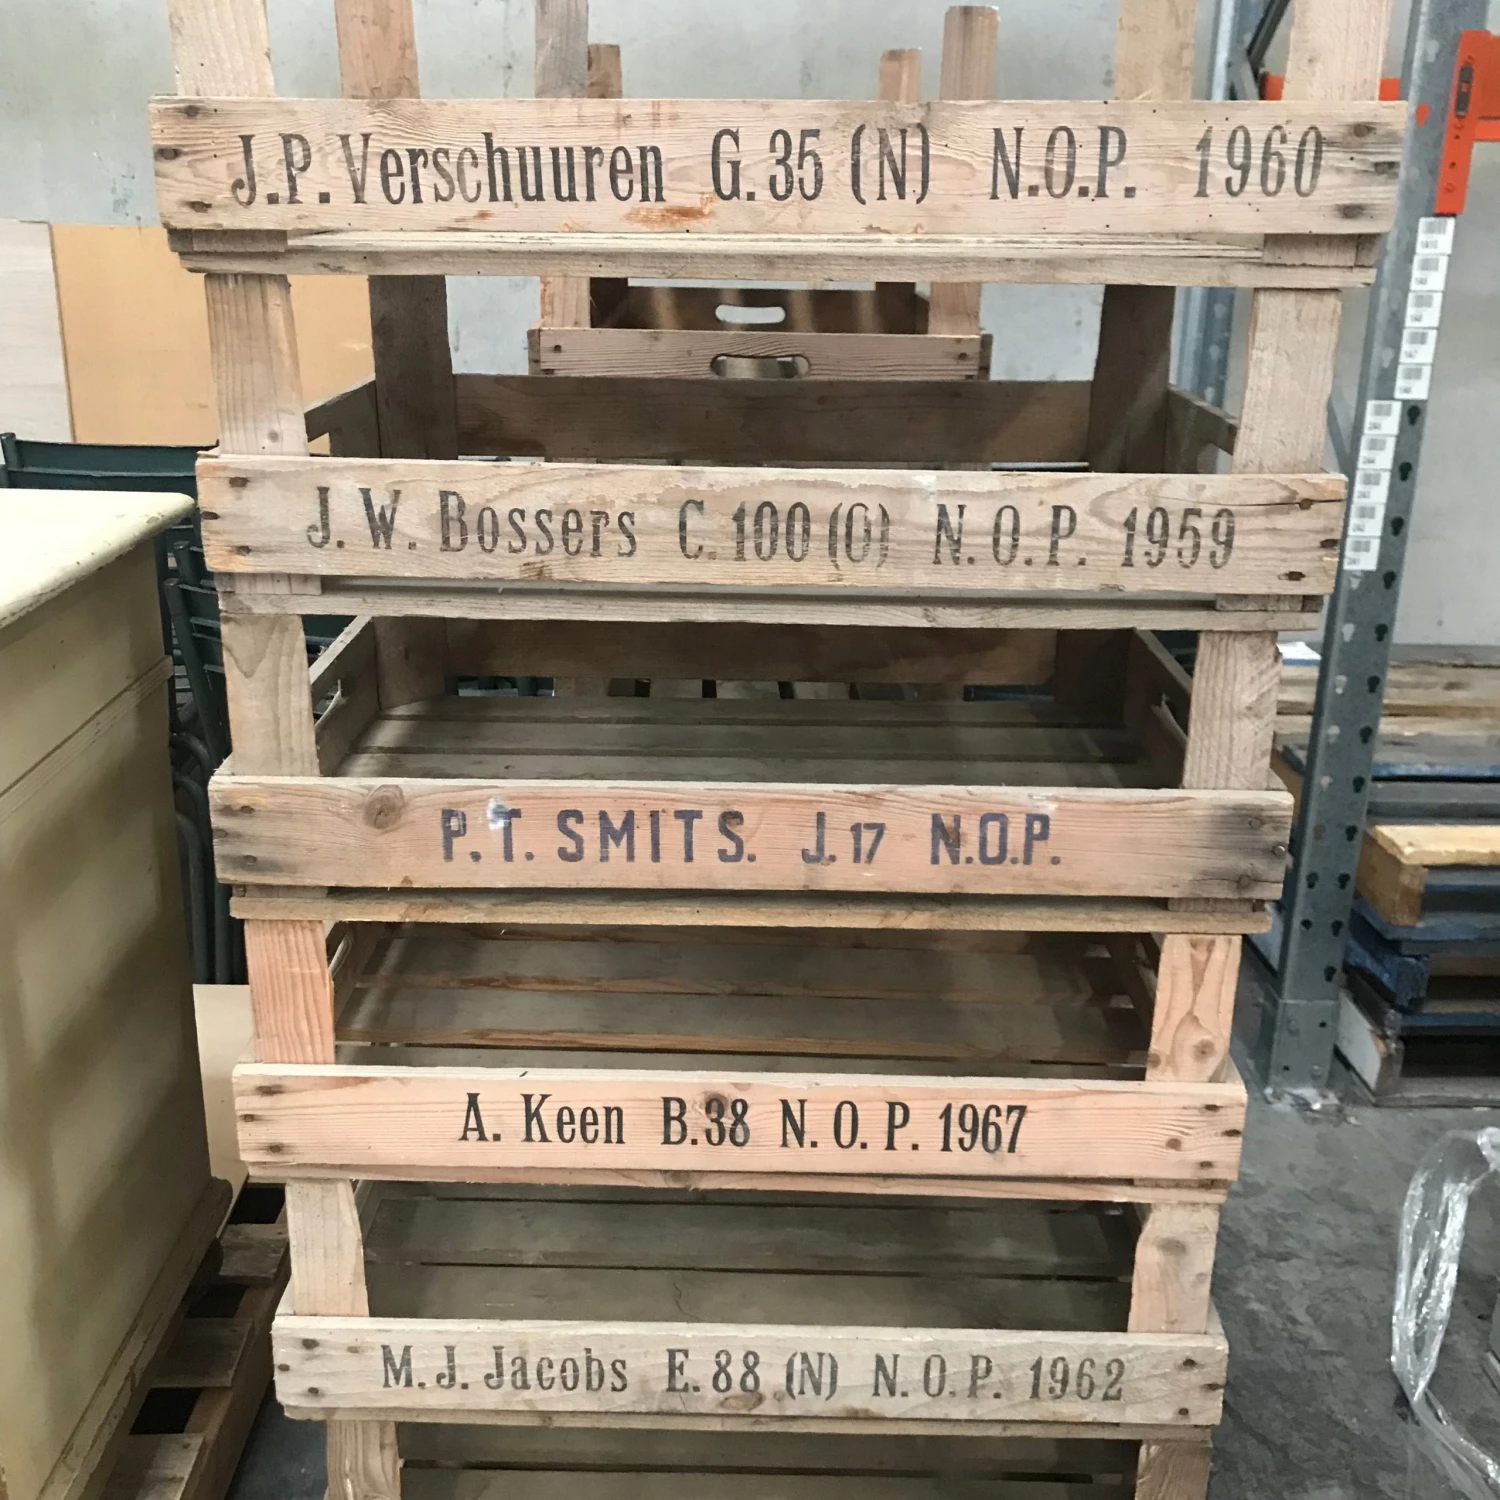 J.P. Verschuuren G.35 (N) N.O.P. 1960
J. W. Bossers C.100 (O) N.O.P. 1959
P.T. SMITS. J.17 N.O.P.
A. Keen B.38 N.O.P. 1967
M.J. Jacobs E.88 (N) N.O.P. 1962